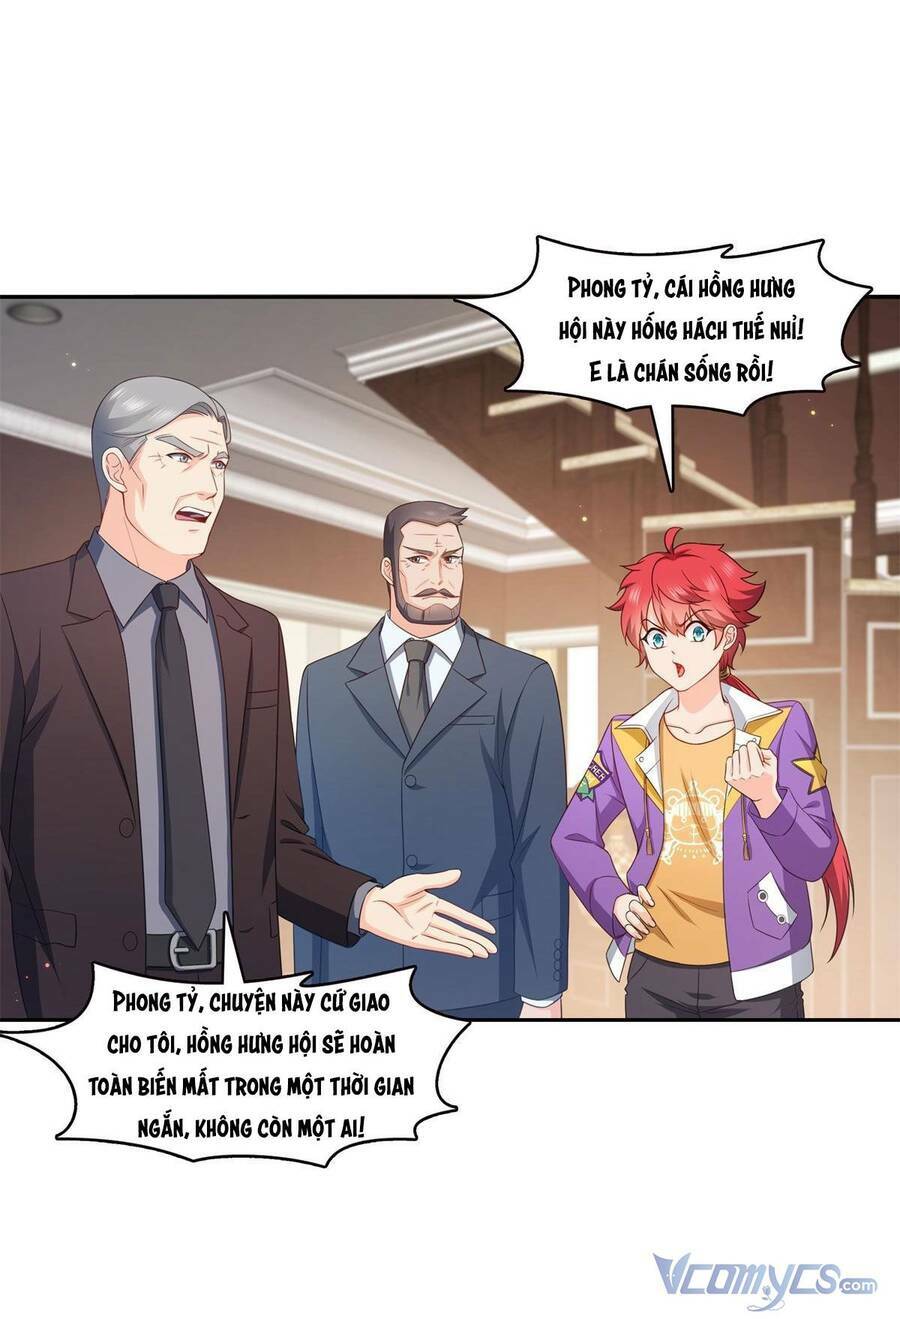 PHONG TỶ, CÁI HỒNG HƯNG
HỘI NÀY HỐNG HÁCH THẾ NHỈ!
E LÀ CHÁN SỐNG RỒI!
PHONG TỶ, CHUYỆN NÀY CỨ GIAO
CHO TÔI, HỒNG HƯNG HỘI SẼ HOÀN
TOÀN BIẾN MẤT TRONG MỘT THỜI GIAN
NGẮN, KHÔNG CÒN MỘT AI!
VCOMYCS.com